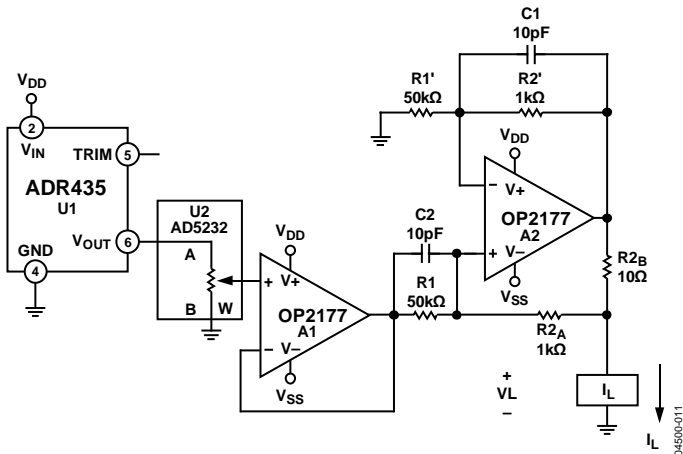 C1
10pF
R1'
50kΩ
R2'
1kΩ
VDD
2
VIN
TRIM
5
ADR435
U1
VOUT
6
GND
4
U2
AD5232
A
B
W
VDD
+
V+
OP2177
A1
−
V−
VSS
C2
10pF
R1
50kΩ
VDD
−
V+
OP2177
A2
+
V−
VSS
R2B
10Ω
R2A
1kΩ
+
VL
−
IL
IL
04500-011